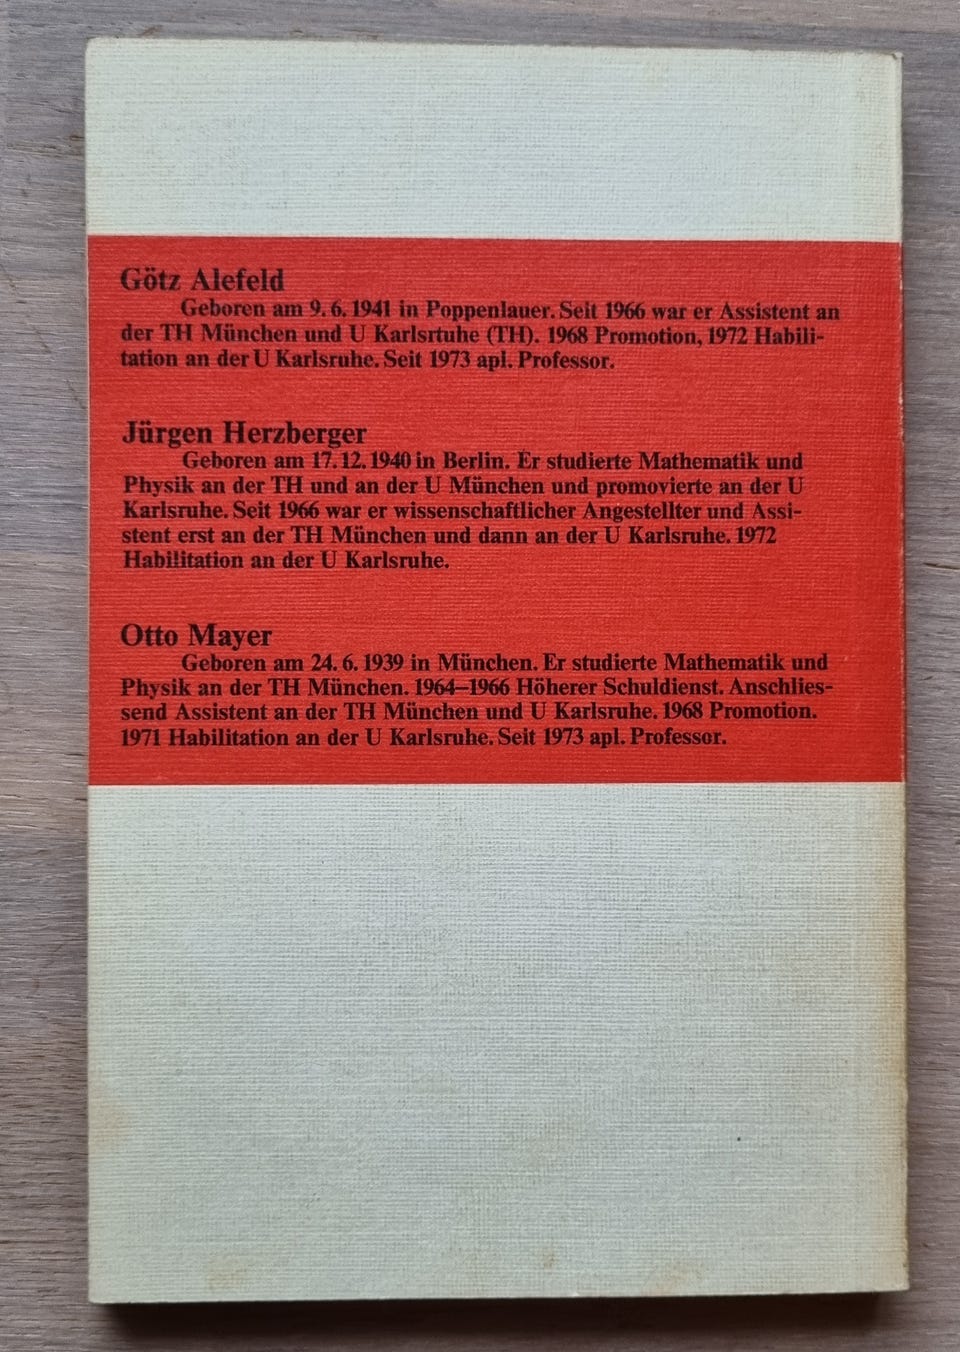 Götz Alefeld
Geboren am 9. 6. 1941 in Poppenlauer. Seit 1966 war er Assistent an
der TH München und U Karlsrtuhe (TH). 1968 Promotion, 1972 Habili-
tation an der U Karlsruhe. Seit 1973 apl. Professor.
Jürgen Herzberger
Geboren am 17. 12. 1940 in Berlin. Er studierte Mathematik und
Physik an der TH und an der U München und promovierte an der U
Karlsruhe. Seit 1966 war er wissenschaftlicher Angestellter und Assi-
stent erst an der TH München und dann an der U Karlsruhe. 1972
Habilitation an der U Karlsruhe.
Otto Mayer
Geboren am 24. 6. 1939 in München. Er studierte Mathematik und
Physik an der TH München. 1964–1966 Höherer Schuldienst. Anschlies-
send Assistent an der TH München und U Karlsruhe. 1968 Promotion.
1971 Habilitation an der U Karlsruhe. Seit 1973 apl. Professor.